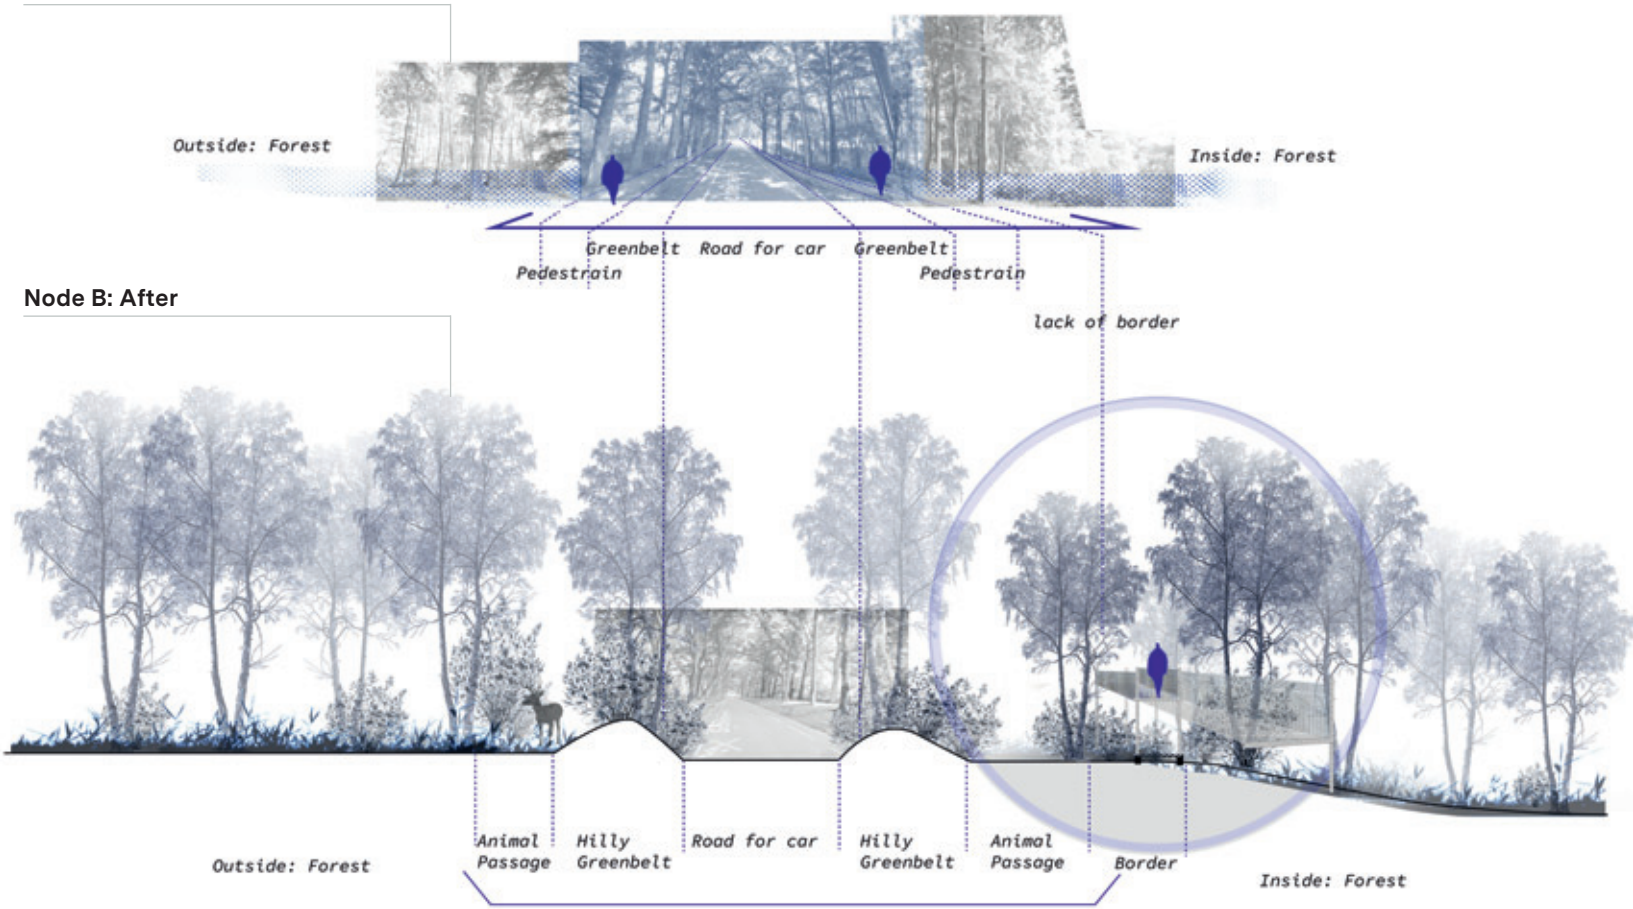 Outside: Forest
Inside: Forest
Greenbelt
Road for car
Greenbelt
Pedestrain
Pedestrain
Node B: After
lack of border
Animal
Passage
Hilly
Greenbelt
Road for car
Hilly
Greenbelt
Animal
Passage
Border
Outside: Forest
Inside: Forest